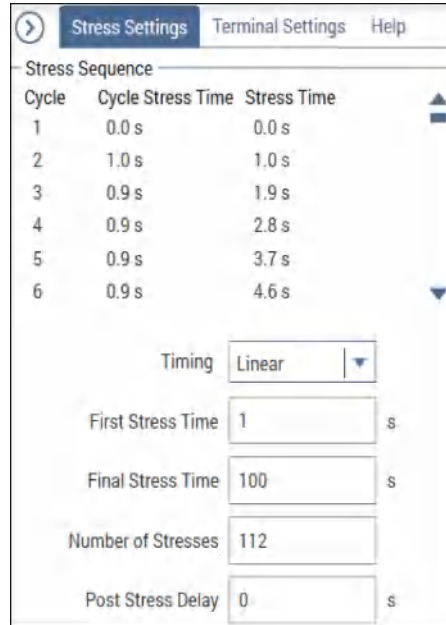 Stress Settings Terminal Settings Help
Stress Sequence
Cycle Cycle Stress Time Stress Time
1 0.0 s 0.0 s
2 1.0 s 1.0 s
3 0.9 s 1.9 s
4 0.9 s 2.8 s
5 0.9 s 3.7 s
6 0.9 s 4.6 s
Timing Linear
First Stress Time 1 s
Final Stress Time 100 s
Number of Stresses 112
Post Stress Delay 0 s